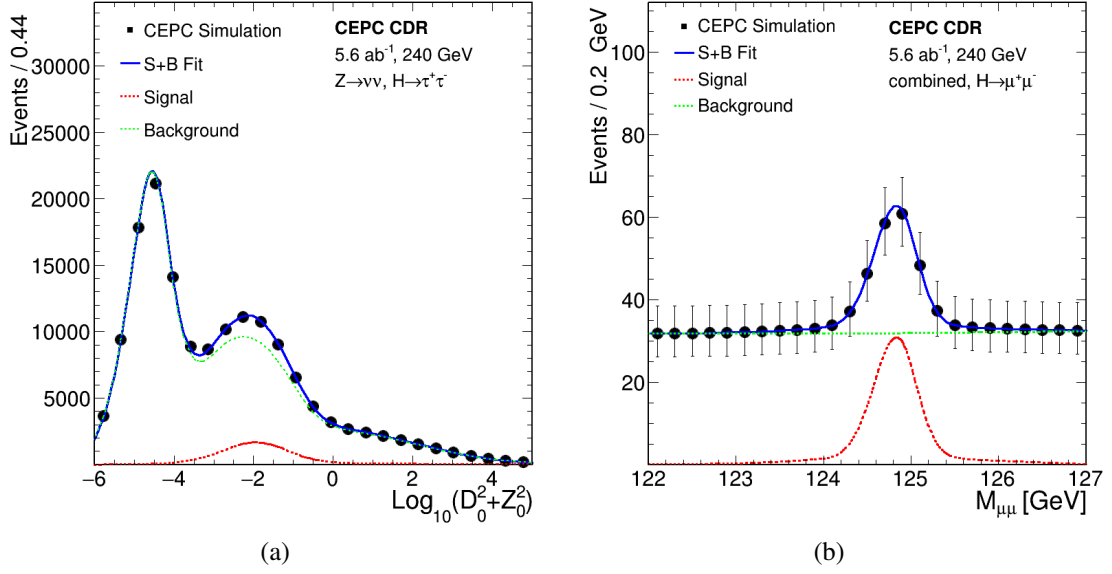 Events / 0.44
35000
30000
25000
20000
15000
10000
5000
CEPC Simulation
S+B Fit
Signal
Background
CEPC CDR
5.6 ab⁻¹, 240 GeV
Z→νν, H→τ⁺τ⁻
−6 −4 −2 0 2 4
Log₁₀(D₀²+Z₀²)
(a)
Events / 0.2 GeV
100
80
60
40
20
CEPC Simulation
S+B Fit
Signal
Background
CEPC CDR
5.6 ab⁻¹, 240 GeV
combined, H→μ⁺μ⁻
122 123 124 125 126 127
M_μμ [GeV]
(b)